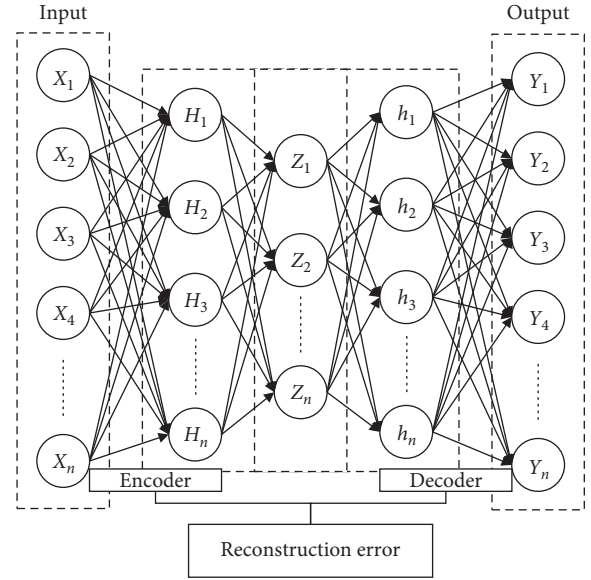 Input
Output
X1
X2
X3
X4
Xn
H1
H2
H3
Hn
Z1
Z2
Zn
h1
h2
h3
hn
Y1
Y2
Y3
Y4
Yn
Encoder
Decoder
Reconstruction error